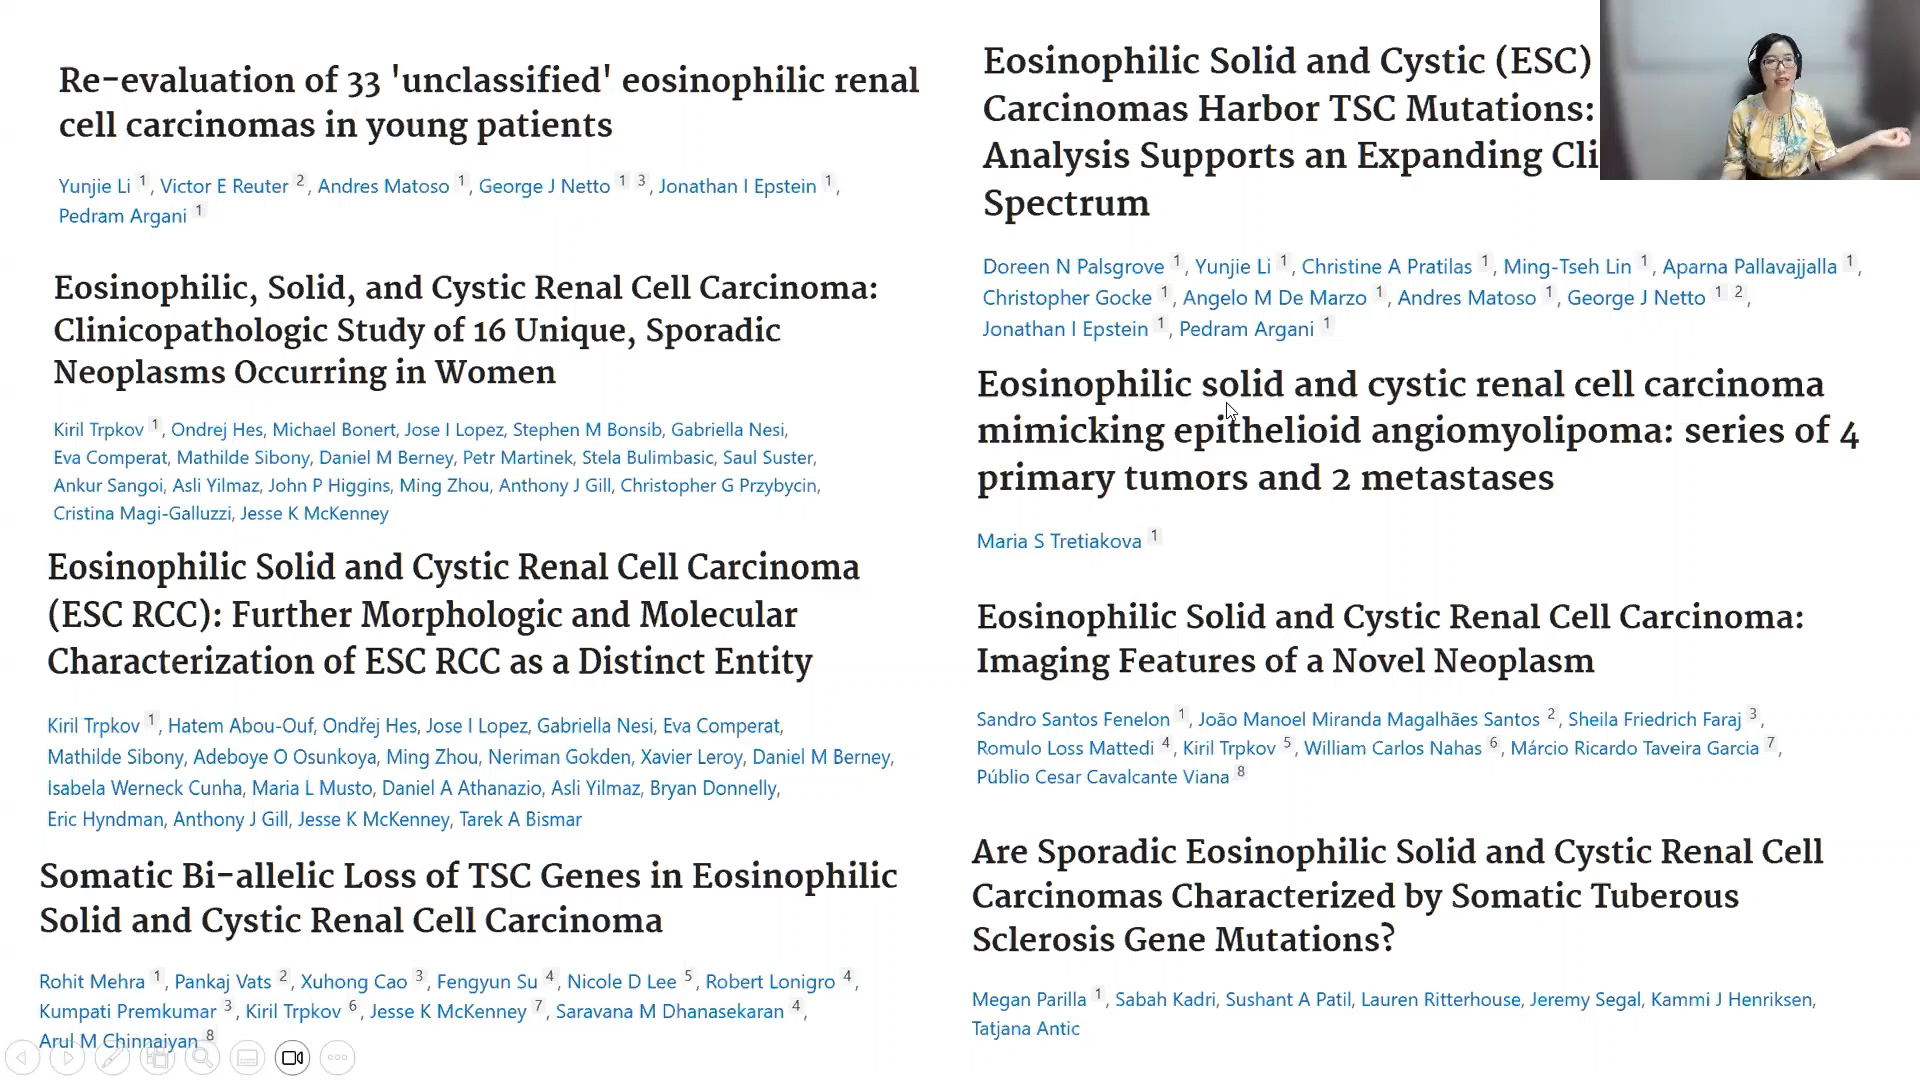 Re-evaluation of 33 'unclassified' eosinophilic renal
cell carcinomas in young patients
Yunjie Li 1, Victor E Reuter 2, Andres Matoso 1, George J Netto 1 3, Jonathan I Epstein 1,
Pedram Argani 1
Eosinophilic, Solid, and Cystic Renal Cell Carcinoma:
Clinicopathologic Study of 16 Unique, Sporadic
Neoplasms Occurring in Women
Kiril Trpkov 1, Ondrej Hes, Michael Bonert, Jose I Lopez, Stephen M Bonsib, Gabriella Nesi,
Eva Comperat, Mathilde Sibony, Daniel M Berney, Petr Martinek, Stela Bulimbasic, Saul Suster,
Ankur Sangoi, Asli Yilmaz, John P Higgins, Ming Zhou, Anthony J Gill, Christopher G Przybycin,
Cristina Magi-Galluzzi, Jesse K McKenney
Eosinophilic Solid and Cystic Renal Cell Carcinoma
(ESC RCC): Further Morphologic and Molecular
Characterization of ESC RCC as a Distinct Entity
Kiril Trpkov 1, Hatem Abou-Ouf, Ondřej Hes, Jose I Lopez, Gabriella Nesi, Eva Comperat,
Mathilde Sibony, Adeboye O Osunkoya, Ming Zhou, Neriman Gokden, Xavier Leroy, Daniel M Berney,
Isabela Werneck Cunha, Maria L Musto, Daniel A Athanazio, Asli Yilmaz, Bryan Donnelly,
Eric Hyndman, Anthony J Gill, Jesse K McKenney, Tarek A Bismar
Somatic Bi-allelic Loss of TSC Genes in Eosinophilic
Solid and Cystic Renal Cell Carcinoma
Rohit Mehra 1, Pankaj Vats 2, Xuhong Cao 3, Fengyun Su 4, Nicole D Lee 5, Robert Lonigro 4,
Kumpati Premkumar 3, Kiril Trpkov 6, Jesse K McKenney 7, Saravana M Dhanasekaran 4,
Arul M Chinnaiyan 8
Eosinophilic Solid and Cystic (ESC)
Carcinomas Harbor TSC Mutations:
Analysis Supports an Expanding Cli
Spectrum
Doreen N Palsgrove 1, Yunjie Li 1, Christine A Pratilas 1, Ming-Tseh Lin 1, Aparna Pallavajjalla 1,
Christopher Gocke 1, Angelo M De Marzo 1, Andres Matoso 1, George J Netto 1 2,
Jonathan I Epstein 1, Pedram Argani 1
Eosinophilic solid and cystic renal cell carcinoma
mimicking epithelioid angiomyolipoma: series of 4
primary tumors and 2 metastases
Maria S Tretiakova 1
Eosinophilic Solid and Cystic Renal Cell Carcinoma:
Imaging Features of a Novel Neoplasm
Sandro Santos Fenelon 1, João Manoel Miranda Magalhães Santos 2, Sheila Friedrich Faraj 3,
Romulo Loss Mattedi 4, Kiril Trpkov 5, William Carlos Nahas 6, Márcio Ricardo Taveira Garcia 7,
Públio Cesar Cavalcante Viana 8
Are Sporadic Eosinophilic Solid and Cystic Renal Cell
Carcinomas Characterized by Somatic Tuberous
Sclerosis Gene Mutations?
Megan Parilla 1, Sabah Kadri, Sushant A Patil, Lauren Ritterhouse, Jeremy Segal, Kammi J Henriksen,
Tatjana Antic